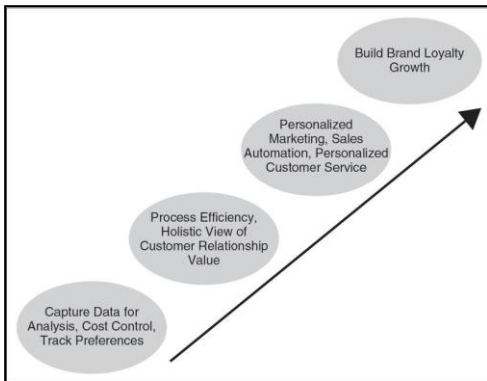 Build Brand Loyalty
Growth
Personalized
Marketing, Sales
Automation, Personalized
Customer Service
Process Efficiency,
Holistic View of
Customer Relationship
Value
Capture Data for
Analysis, Cost Control,
Track Preferences